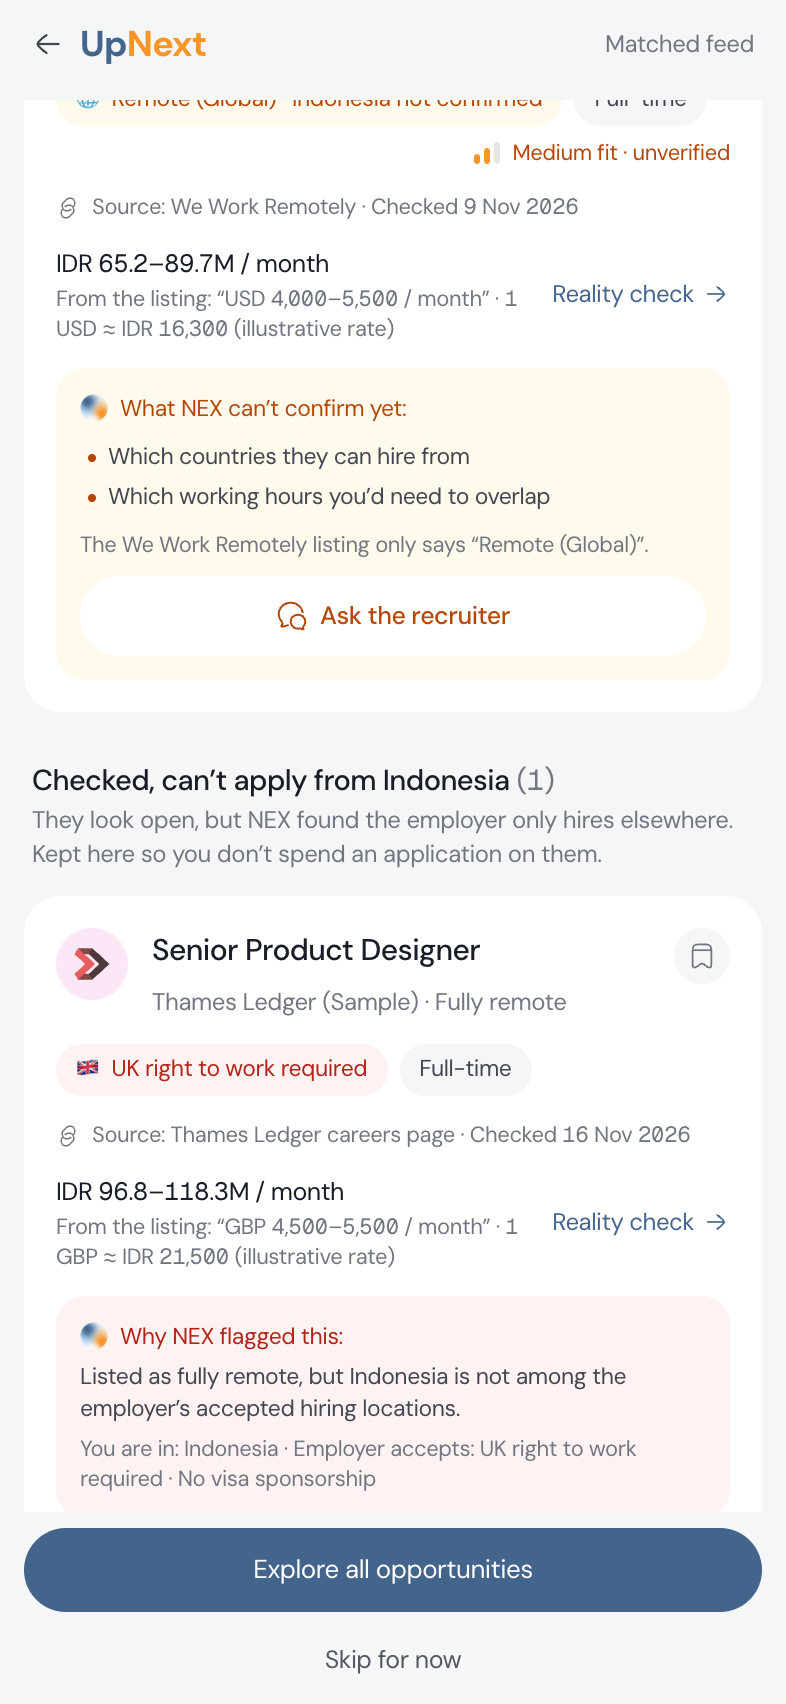 UpNext
Matched feed
Remote (Global) · Indonesia not confirmed
Full-time
Medium fit · unverified
Source: We Work Remotely · Checked 9 Nov 2026
IDR 65.2–89.7M / month
From the listing: “USD 4,000–5,500 / month” · 1
USD ≈ IDR 16,300 (illustrative rate)
Reality check →
What NEX can’t confirm yet:
• Which countries they can hire from
• Which working hours you’d need to overlap
The We Work Remotely listing only says “Remote (Global)”.
Ask the recruiter
Checked, can’t apply from Indonesia (1)
They look open, but NEX found the employer only hires elsewhere.
Kept here so you don’t spend an application on them.
Senior Product Designer
Thames Ledger (Sample) · Fully remote
UK right to work required
Full-time
Source: Thames Ledger careers page · Checked 16 Nov 2026
IDR 96.8–118.3M / month
From the listing: “GBP 4,500–5,500 / month” · 1
GBP ≈ IDR 21,500 (illustrative rate)
Reality check →
Why NEX flagged this:
Listed as fully remote, but Indonesia is not among the
employer’s accepted hiring locations.
You are in: Indonesia · Employer accepts: UK right to work
required · No visa sponsorship
Explore all opportunities
Skip for now